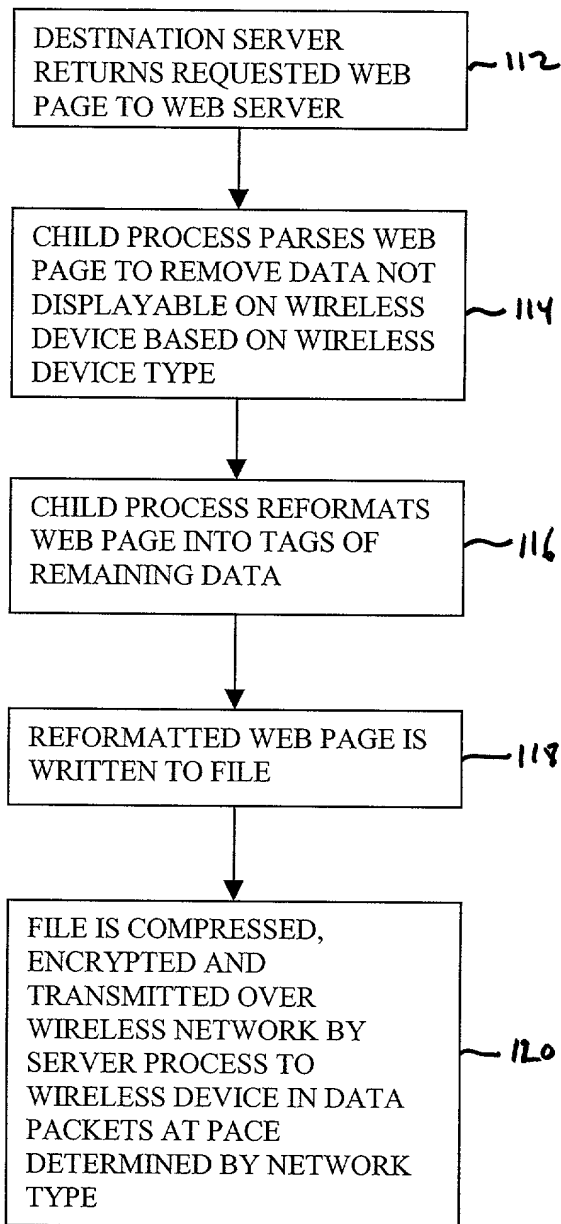 DESTINATION SERVER
RETURNS REQUESTED WEB
PAGE TO WEB SERVER
112
CHILD PROCESS PARSES WEB
PAGE TO REMOVE DATA NOT
DISPLAYABLE ON WIRELESS
DEVICE BASED ON WIRELESS
DEVICE TYPE
114
CHILD PROCESS REFORMATS
WEB PAGE INTO TAGS OF
REMAINING DATA
116
REFORMATTED WEB PAGE IS
WRITTEN TO FILE
118
FILE IS COMPRESSED,
ENCRYPTED AND
TRANSMITTED OVER
WIRELESS NETWORK BY
SERVER PROCESS TO
WIRELESS DEVICE IN DATA
PACKETS AT PACE
DETERMINED BY NETWORK
TYPE
120